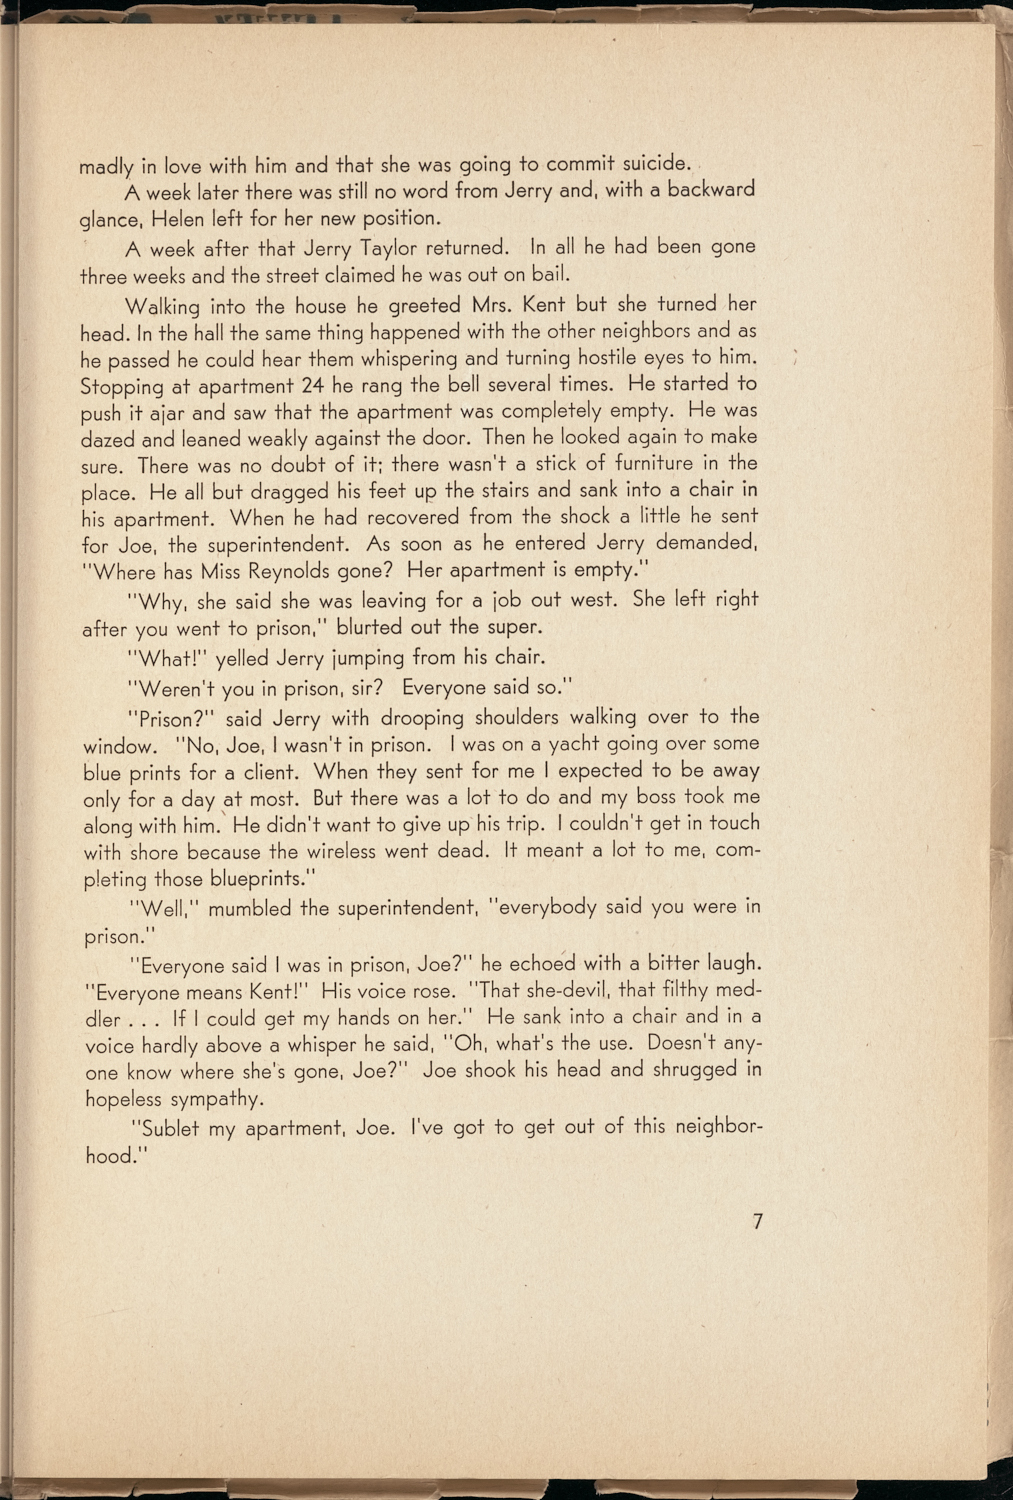 madly in love with him and that she was going to commit suicide.
A week later there was still no word from Jerry and, with a backward
glance, Helen left for her new position.
A week after that Jerry Taylor returned. In all he had been gone
three weeks and the street claimed he was out on bail.
Walking into the house he greeted Mrs. Kent but she turned her
head. In the hall the same thing happened with the other neighbors and as
he passed he could hear them whispering and turning hostile eyes to him.
Stopping at apartment 24 he rang the bell several times. He started to
push it ajar and saw that the apartment was completely empty. He was
dazed and leaned weakly against the door. Then he looked again to make
sure. There was no doubt of it; there wasn't a stick of furniture in the
place. He all but dragged his feet up the stairs and sank into a chair in
his apartment. When he had recovered from the shock a little he sent
for Joe, the superintendent. As soon as he entered Jerry demanded,
"Where has Miss Reynolds gone? Her apartment is empty."
"Why, she said she was leaving for a job out west. She left right
after you went to prison," blurted out the super.
"What!" yelled Jerry jumping from his chair.
"Weren't you in prison, sir? Everyone said so."
"Prison?" said Jerry with drooping shoulders walking over to the
window. "No, Joe, I wasn't in prison. I was on a yacht going over some
blue prints for a client. When they sent for me I expected to be away
only for a day at most. But there was a lot to do and my boss took me
along with him. He didn't want to give up his trip. I couldn't get in touch
with shore because the wireless went dead. It meant a lot to me, com-
pleting those blueprints."
"Well," mumbled the superintendent, "everybody said you were in
prison."
"Everyone said I was in prison, Joe?" he echoed with a bitter laugh.
"Everyone means Kent!" His voice rose. "That she-devil, that filthy med-
dler . . . If I could get my hands on her." He sank into a chair and in a
voice hardly above a whisper he said, "Oh, what's the use. Doesn't any-
one know where she's gone, Joe?" Joe shook his head and shrugged in
hopeless sympathy.
"Sublet my apartment, Joe. I've got to get out of this neighbor-
hood."
7